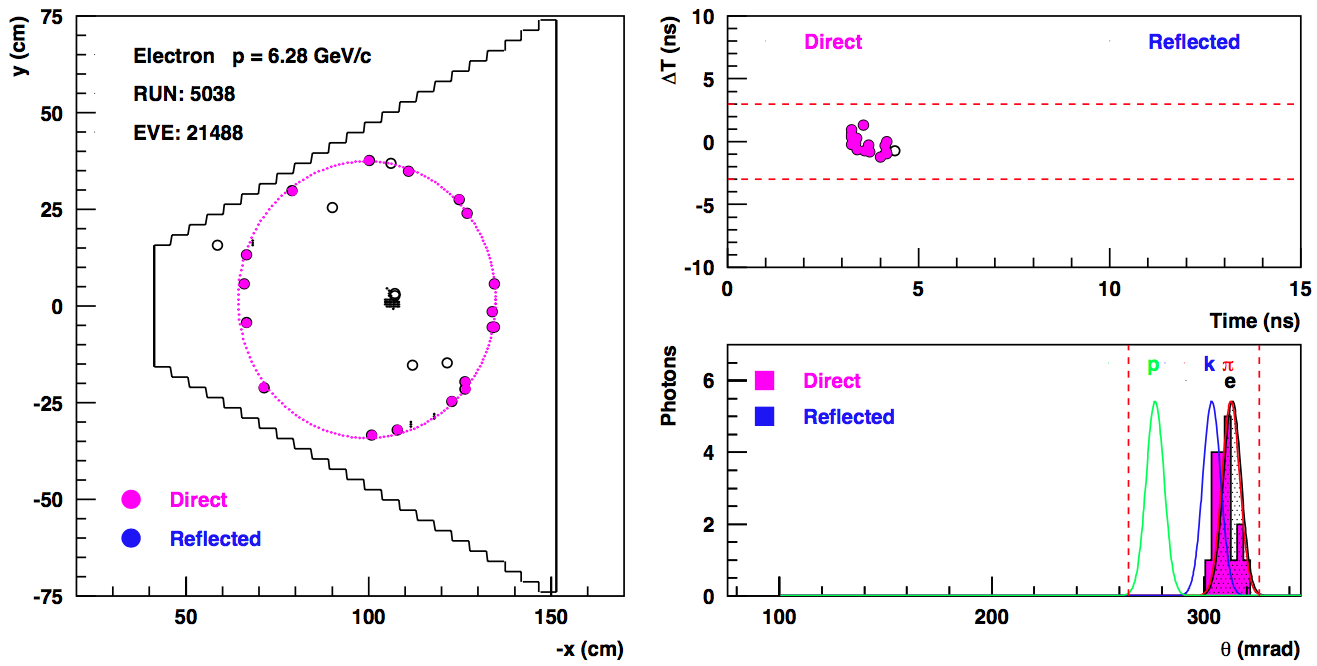 y (cm)
75
50
25
0
-25
-50
-75
Electron p = 6.28 GeV/c
RUN: 5038
EVE: 21488
Direct
Reflected
50
100
150
-x (cm)
ΔT (ns)
10
5
0
-5
-10
Direct
Reflected
0
5
10
15
Time (ns)
Photons
6
4
2
0
Direct
Reflected
p
k π
e
100
200
300
θ (mrad)